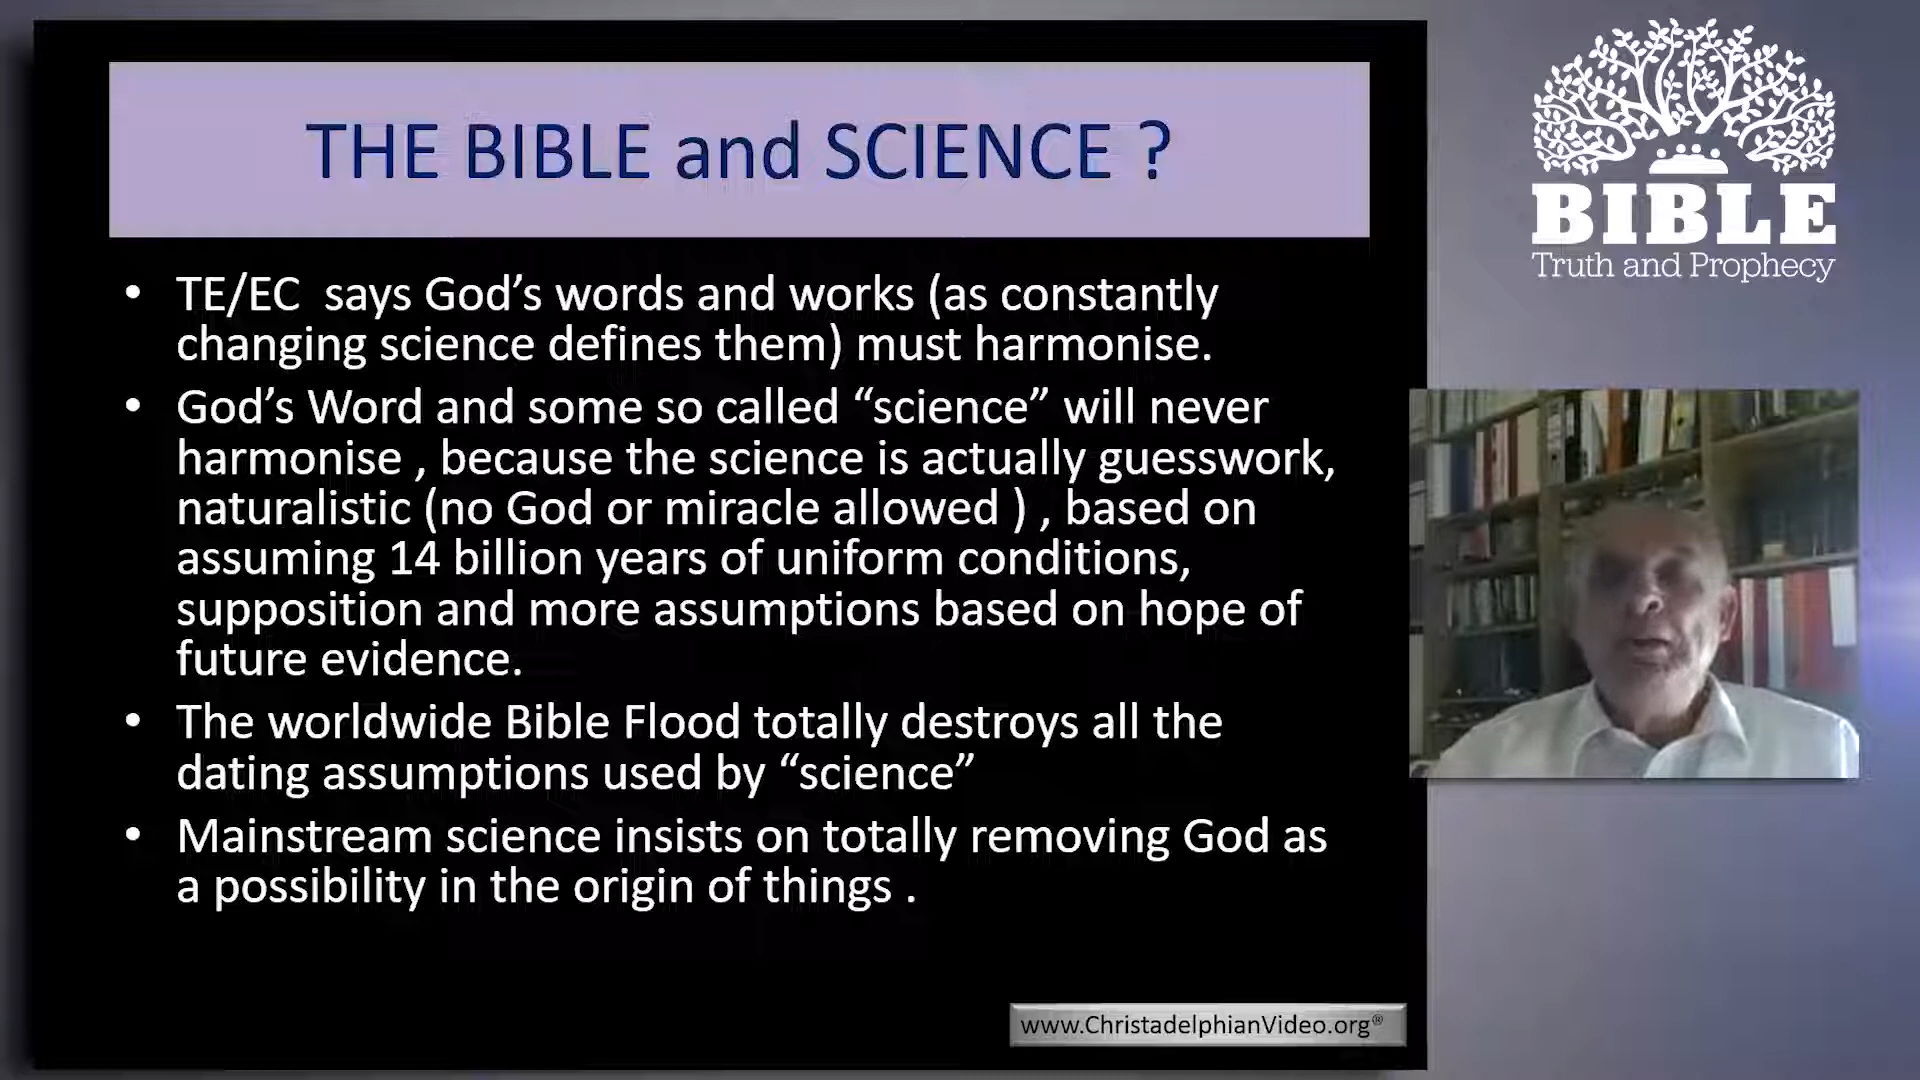 THE BIBLE and SCIENCE ?
• TE/EC  says God’s words and works (as constantly
changing science defines them) must harmonise.
• God’s Word and some so called “science” will never
harmonise , because the science is actually guesswork,
naturalistic (no God or miracle allowed ) , based on
assuming 14 billion years of uniform conditions,
supposition and more assumptions based on hope of
future evidence.
• The worldwide Bible Flood totally destroys all the
dating assumptions used by “science”
• Mainstream science insists on totally removing God as
a possibility in the origin of things .
www.ChristadelphianVideo.org®
BIBLE
Truth and Prophecy